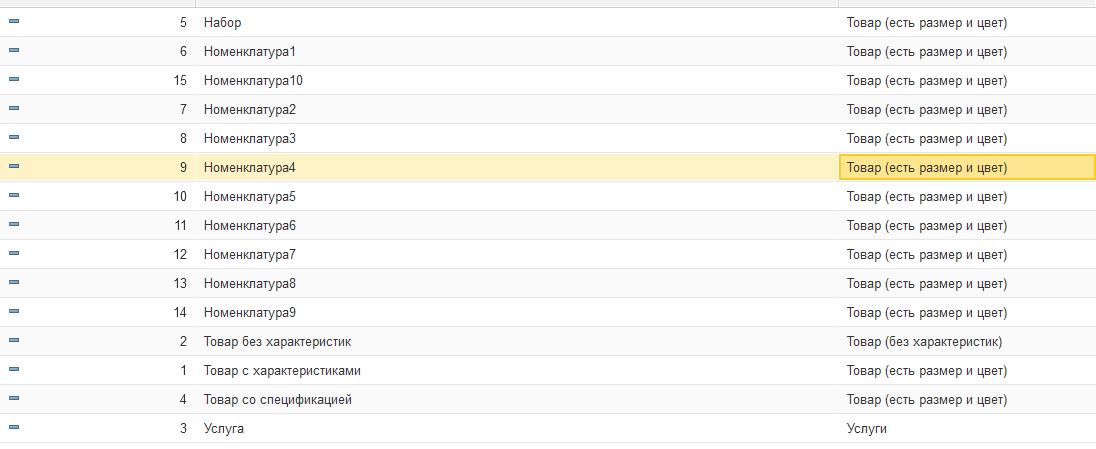 5 Набор Товар (есть размер и цвет)
6 Номенклатура1 Товар (есть размер и цвет)
15 Номенклатура10 Товар (есть размер и цвет)
7 Номенклатура2 Товар (есть размер и цвет)
8 Номенклатура3 Товар (есть размер и цвет)
9 Номенклатура4 Товар (есть размер и цвет)
10 Номенклатура5 Товар (есть размер и цвет)
11 Номенклатура6 Товар (есть размер и цвет)
12 Номенклатура7 Товар (есть размер и цвет)
13 Номенклатура8 Товар (есть размер и цвет)
14 Номенклатура9 Товар (есть размер и цвет)
2 Товар без характеристик Товар (без характеристик)
1 Товар с характеристиками Товар (есть размер и цвет)
4 Товар со спецификацией Товар (есть размер и цвет)
3 Услуга Услуги